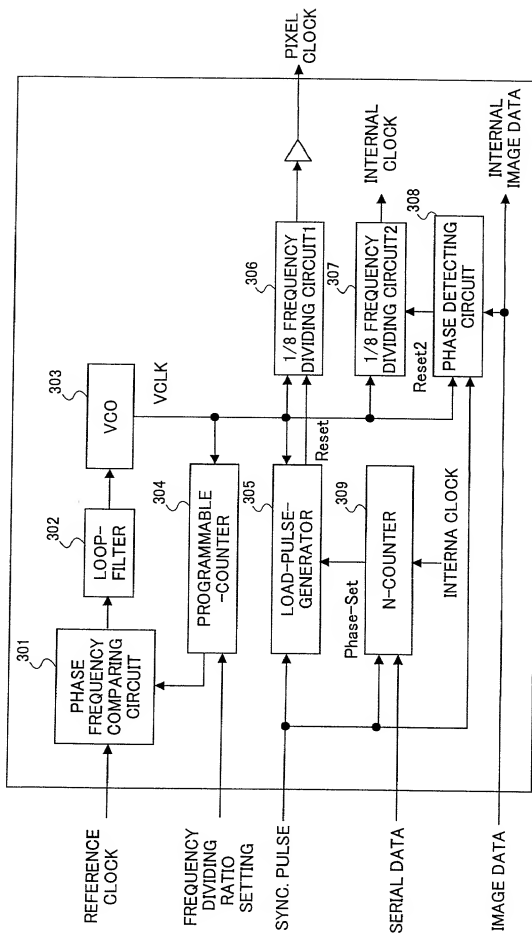 REFERENCE
CLOCK
301
PHASE
FREQUENCY
COMPARING
CIRCUIT
302
LOOP-
FILTER
303
VCO
VCLK
FREQUENCY
DIVIDING
RATIO
SETTING
304
PROGRAMMABLE
-COUNTER
SYNC. PULSE
305
LOAD-PULSE-
GENERATOR
Reset
306
1/8 FREQUENCY
DIVIDING CIRCUIT1
PIXEL
CLOCK
Phase-Set
307
1/8 FREQUENCY
DIVIDING CIRCUIT2
INTERNAL CLOCK
Reset2
SERIAL DATA
309
N-COUNTER
INTERNA CLOCK
308
PHASE DETECTING
CIRCUIT
IMAGE DATA
INTERNAL
IMAGE DATA